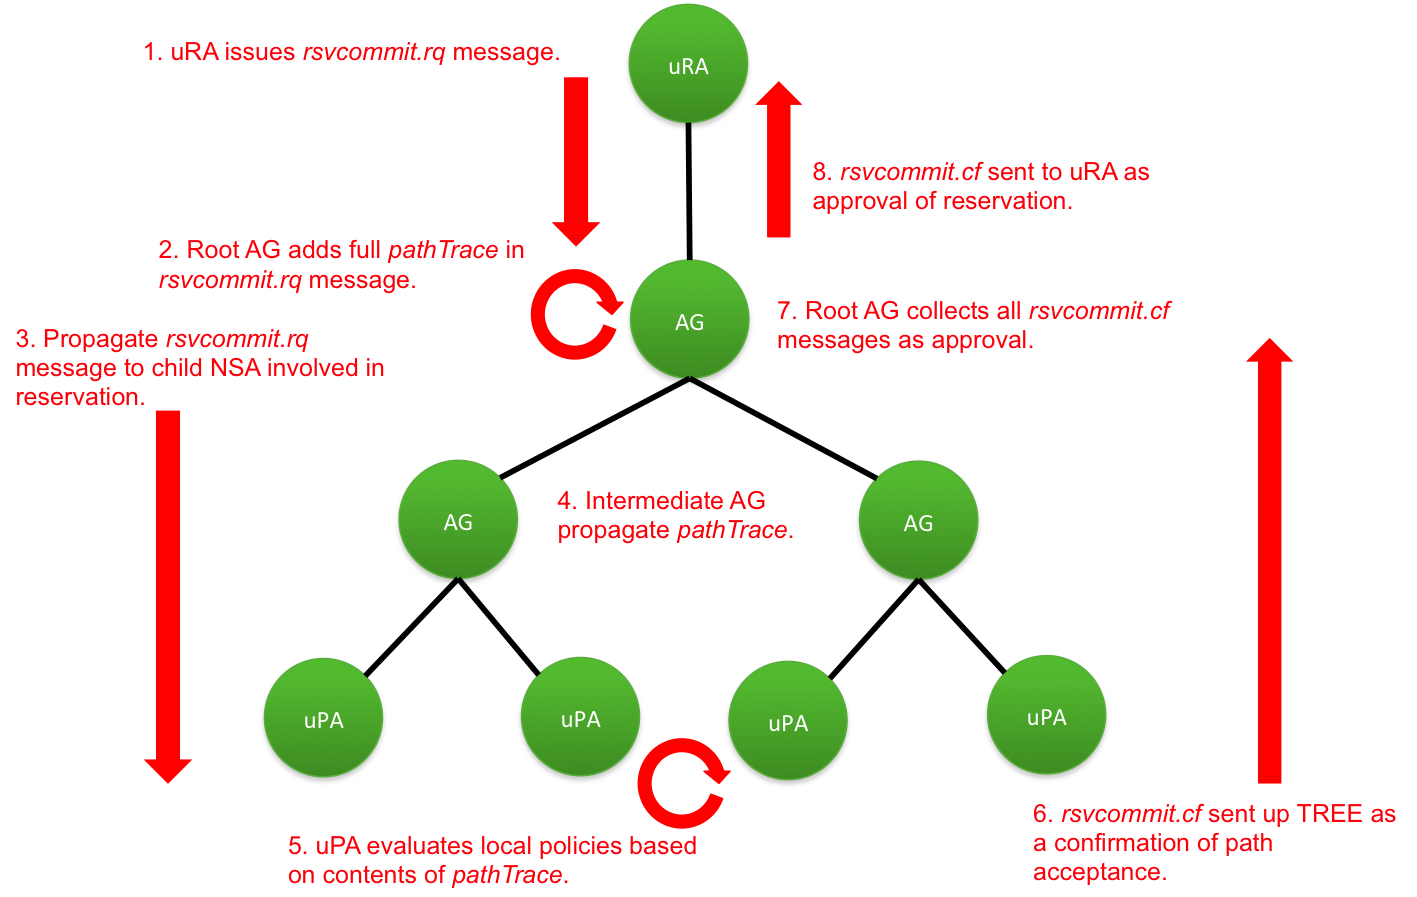 1. uRA issues rsvcommit.rq message.
uRA
8. rsvcommit.cf sent to uRA as
approval of reservation.
2. Root AG adds full pathTrace in
rsvcommit.rq message.
AG
7. Root AG collects all rsvcommit.cf
messages as approval.
3. Propagate rsvcommit.rq
message to child NSA involved in
reservation.
AG
4. Intermediate AG
propagate pathTrace.
AG
uPA
uPA
uPA
uPA
5. uPA evaluates local policies based
on contents of pathTrace.
6. rsvcommit.cf sent up TREE as
a confirmation of path
acceptance.